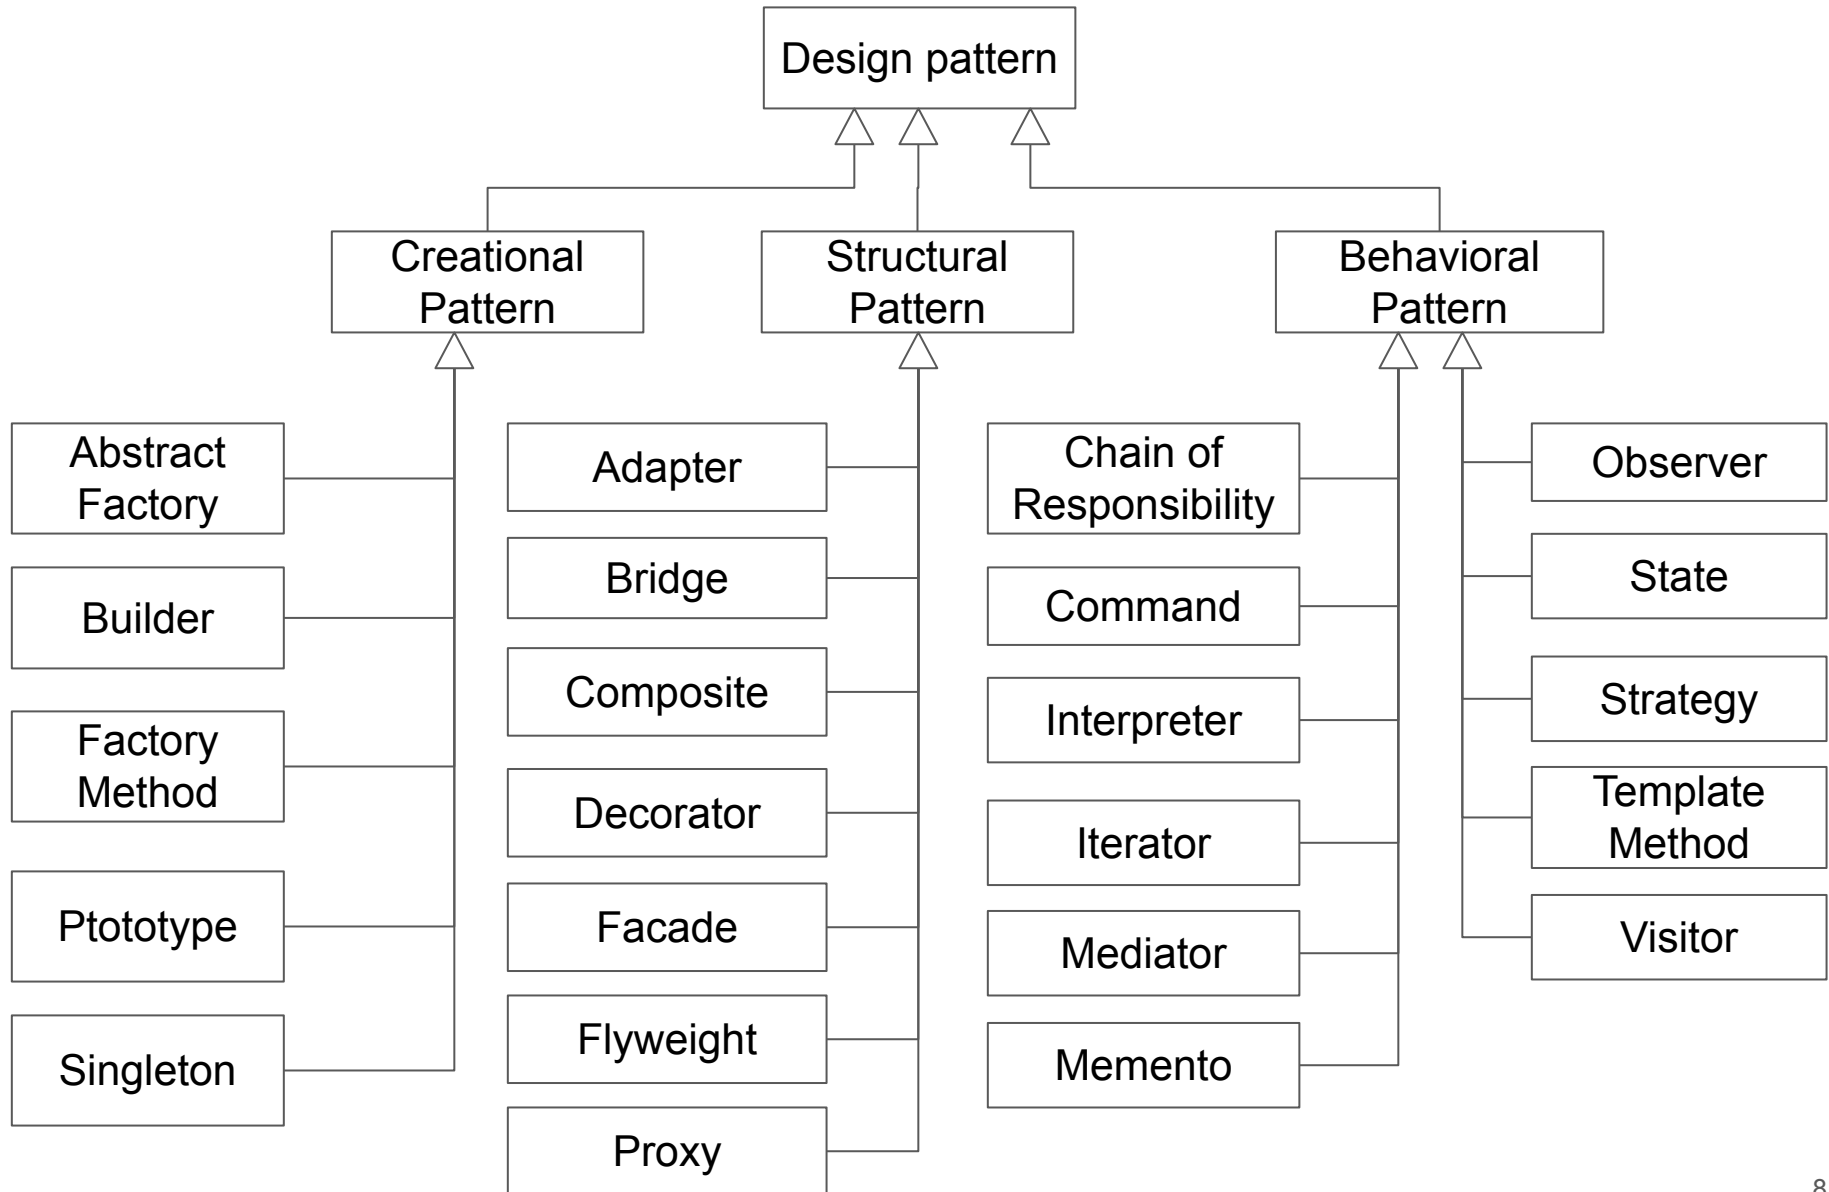 Design pattern
Creational
Pattern
Structural
Pattern
Behavioral
Pattern
Abstract
Factory
Builder
Factory
Method
Ptototype
Singleton
Adapter
Bridge
Composite
Decorator
Facade
Flyweight
Proxy
Chain of
Responsibility
Command
Interpreter
Iterator
Mediator
Memento
Observer
State
Strategy
Template
Method
Visitor
8